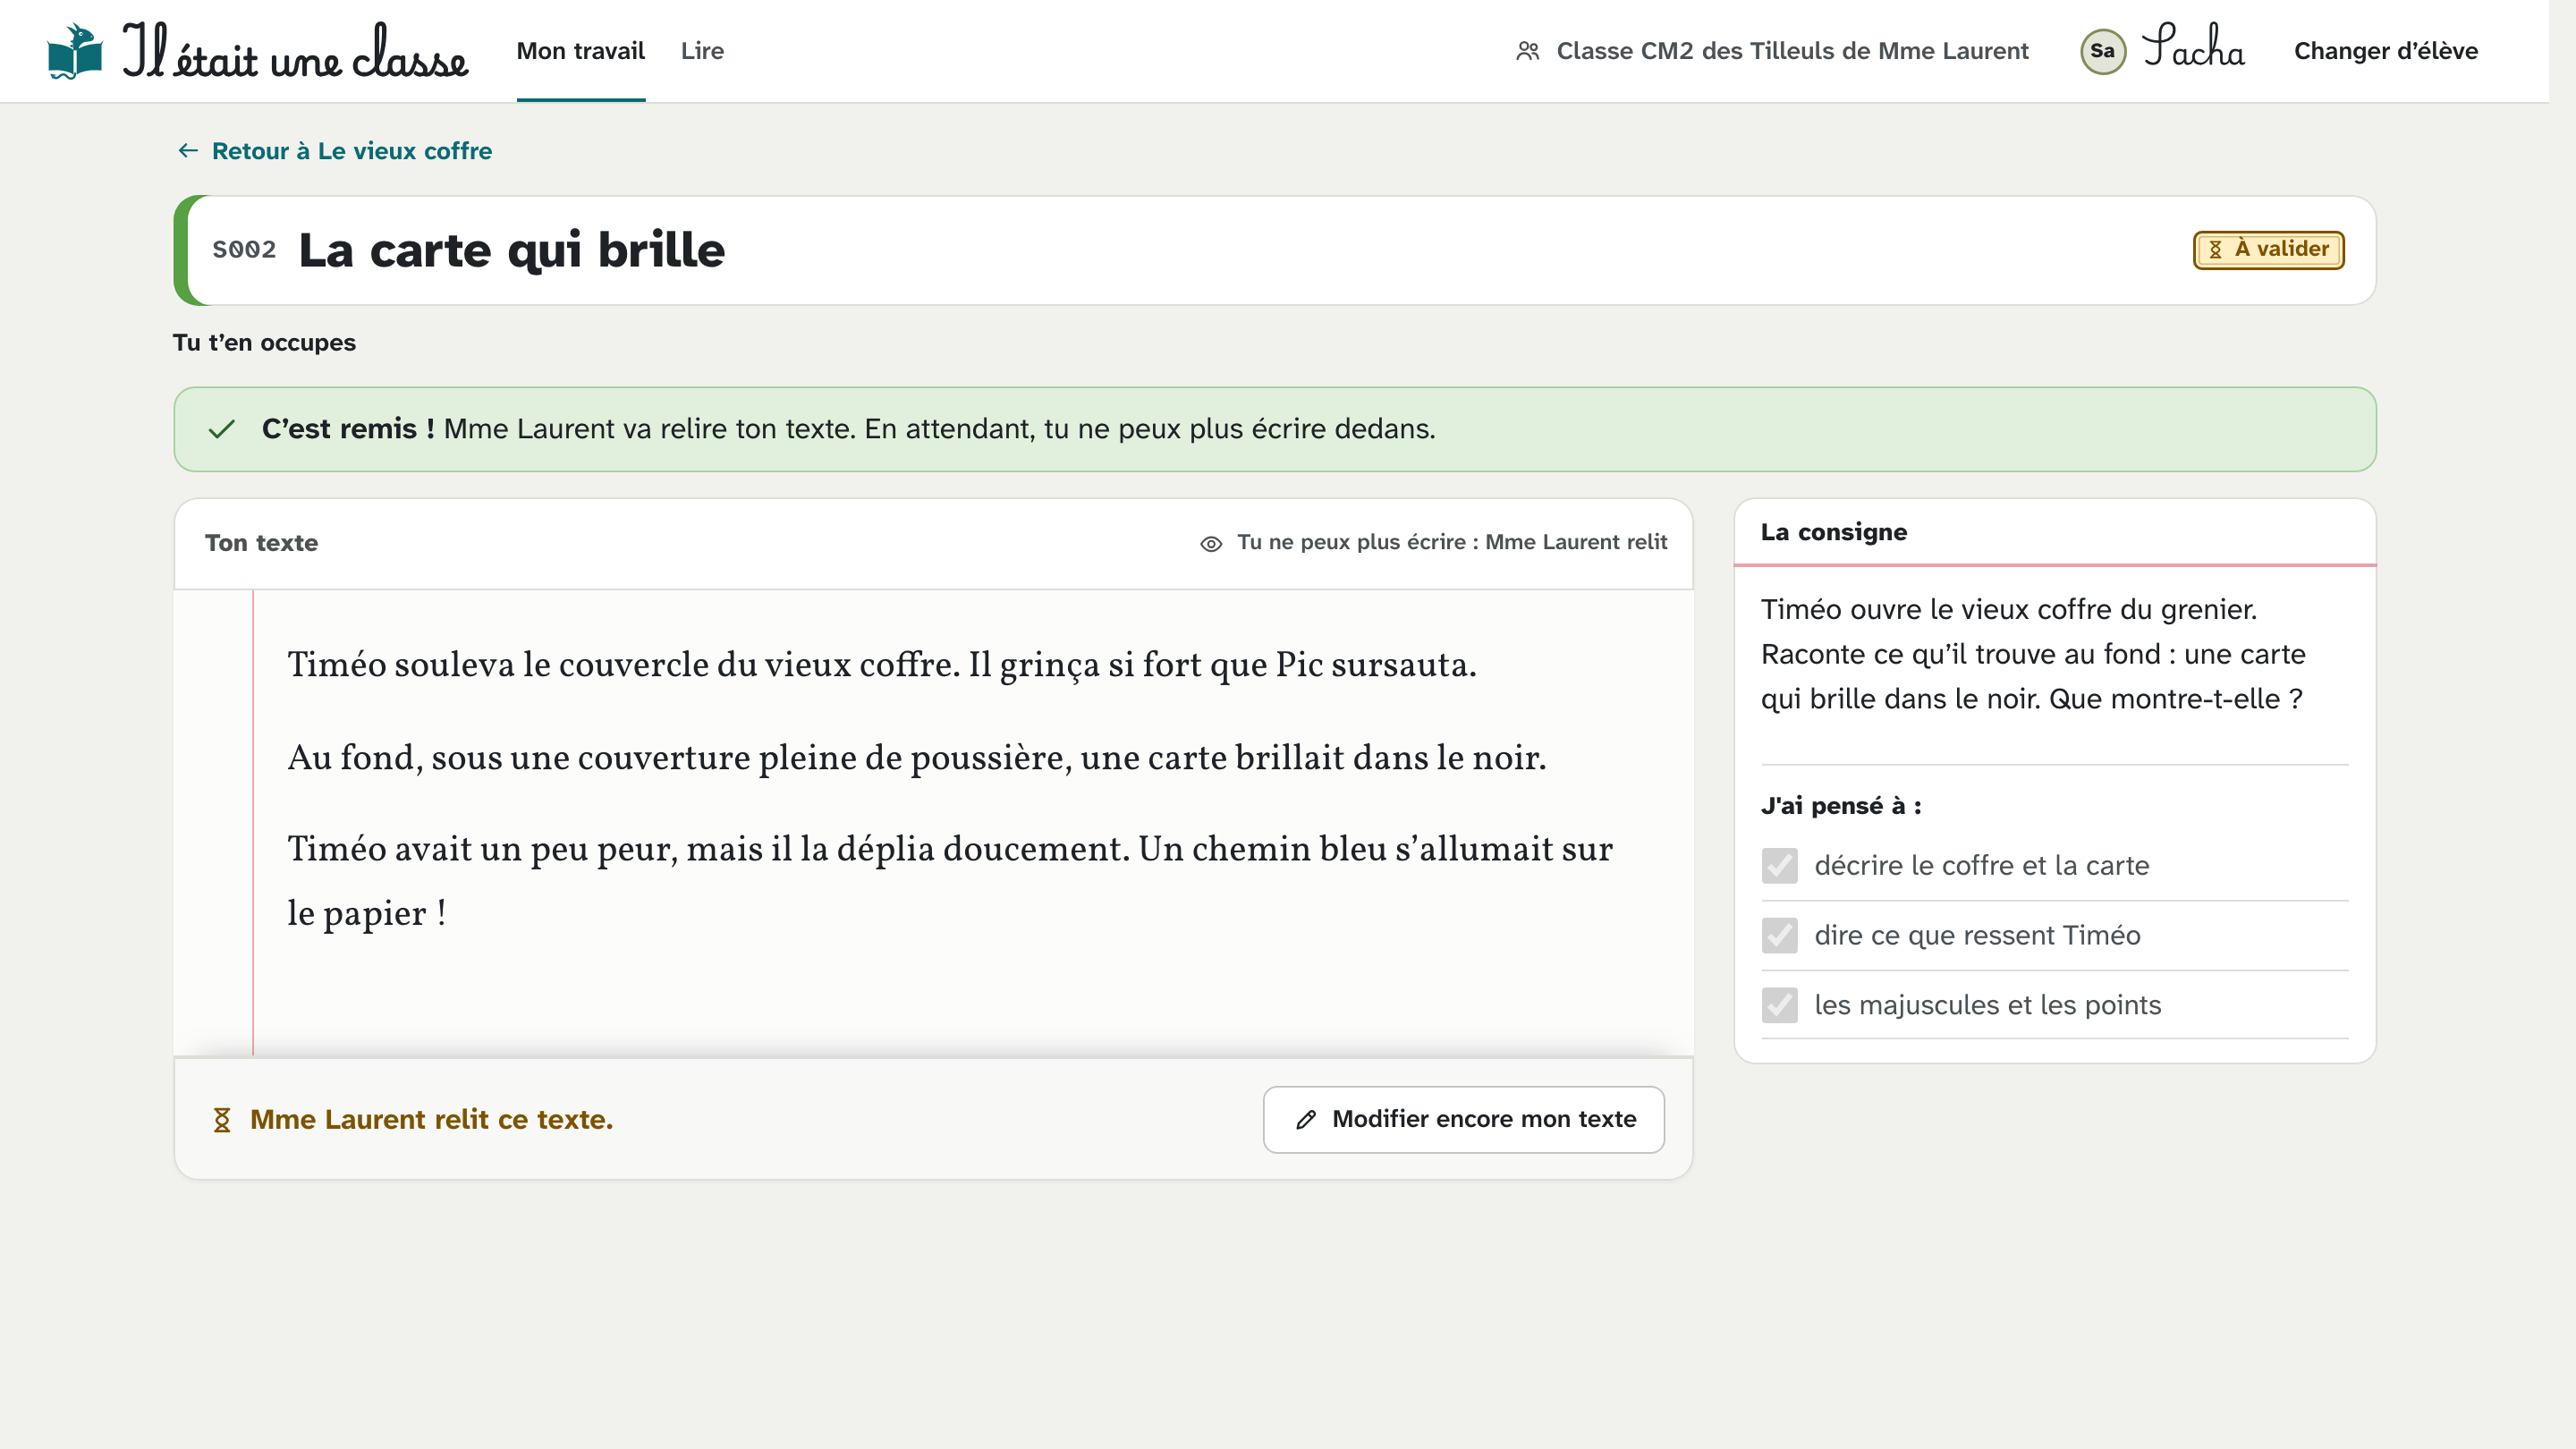 Il était une classe
Mon travail
Lire
Classe CM2 des Tilleuls de Mme Laurent
Sa
Sacha
Changer d’élève
Retour à Le vieux coffre
S002
La carte qui brille
À valider
Tu t’en occupes
C’est remis ! Mme Laurent va relire ton texte. En attendant, tu ne peux plus écrire dedans.
Ton texte
Tu ne peux plus écrire : Mme Laurent relit
Timéo souleva le couvercle du vieux coffre. Il grinça si fort que Pic sursauta.
Au fond, sous une couverture pleine de poussière, une carte brillait dans le noir.
Timéo avait un peu peur, mais il la déplia doucement. Un chemin bleu s’allumait sur
le papier !
Mme Laurent relit ce texte.
Modifier encore mon texte
La consigne
Timéo ouvre le vieux coffre du grenier.
Raconte ce qu’il trouve au fond : une carte
qui brille dans le noir. Que montre-t-elle ?
J'ai pensé à :
décrire le coffre et la carte
dire ce que ressent Timéo
les majuscules et les points